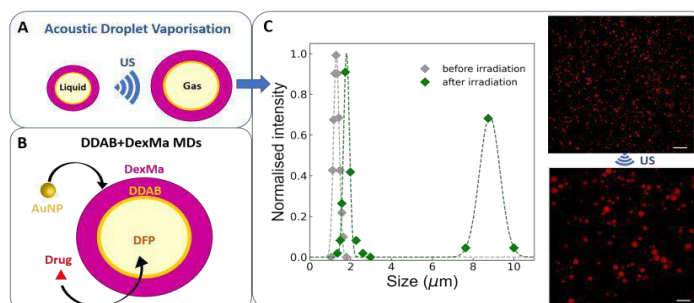 A
Acoustic Droplet Vaporisation
US
Liquid
Gas
B
DDAB+DexMa MDs
DexMa
DDAB
AuNP
DFP
Drug
C
1.0
0.8
0.6
0.4
0.2
0.0
Normalised intensity
before irradiation
after irradiation
0
2
4
6
8
10
Size (μm)
US